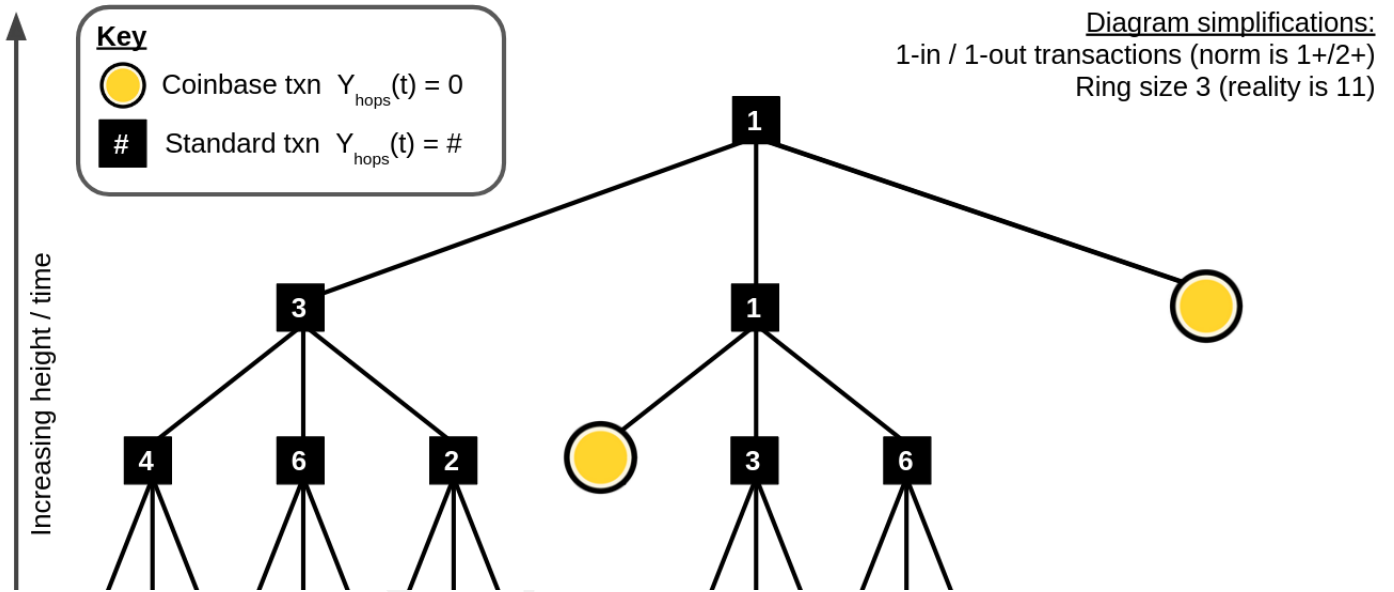 Key
Coinbase txn Y_hops(t) = 0
# Standard txn Y_hops(t) = #
Diagram simplifications:
1-in / 1-out transactions (norm is 1+/2+)
Ring size 3 (reality is 11)
Increasing height / time
1
3 1
4 6 2 3 6